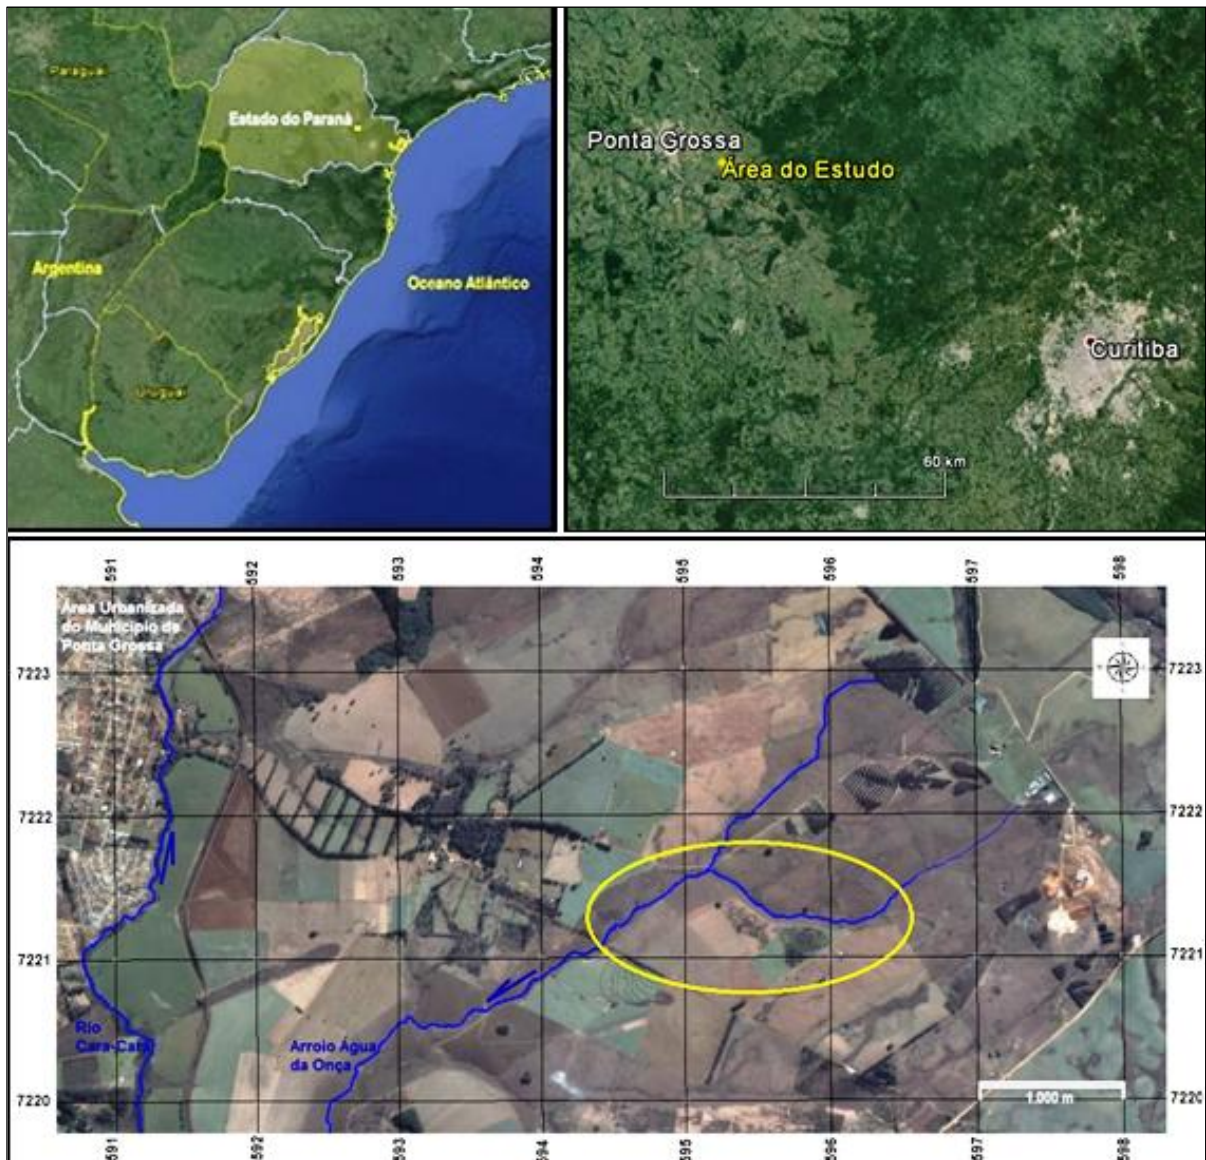 Paraguai
Estado do Paraná
Argentina
Oceano Atlântico
Uruguai
Ponta Grossa
Área do Estudo
Curitiba
60 km
591
592
593
594
595
596
597
598
Área Urbanizada
do Município de
Ponta Grossa
7223
7223
7222
7222
7221
7221
Rio
Cara-Cará
Arroio Água
da Onça
7220
7220
1.000 m
591
592
593
594
595
596
597
598